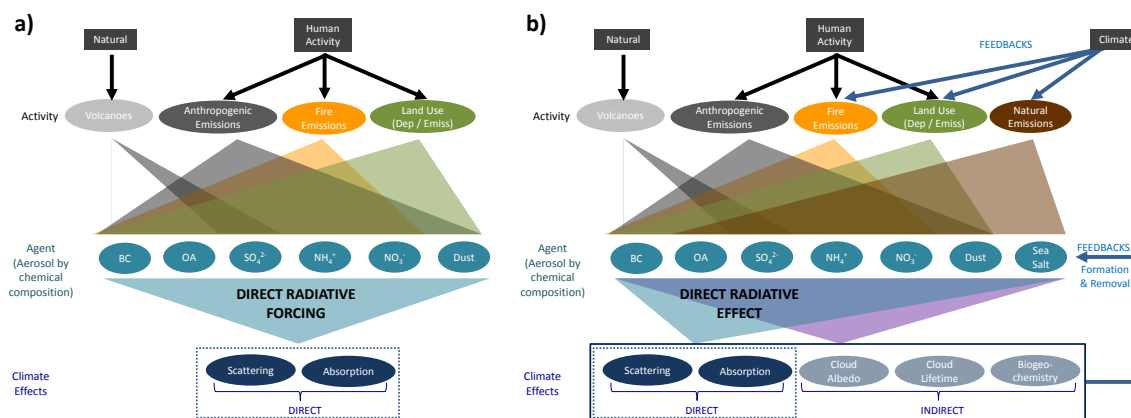 a)
Natural
Human
Activity
Activity
Volcanoes
Anthropogenic
Emissions
Fire
Emissions
Land Use
(Dep / Emiss)
Agent
(Aerosol by
chemical
composition)
BC
OA
SO₄²⁻
NH₄⁺
NO₃⁻
Dust
DIRECT RADIATIVE
FORCING
Climate
Effects
Scattering
Absorption
DIRECT
b)
Natural
Human
Activity
Climate
FEEDBACKS
Activity
Volcanoes
Anthropogenic
Emissions
Fire
Emissions
Land Use
(Dep / Emiss)
Natural
Emissions
Agent
(Aerosol by
chemical
composition)
BC
OA
SO₄²⁻
NH₄⁺
NO₃⁻
Dust
Sea
Salt
FEEDBACKS
Formation
& Removal
DIRECT RADIATIVE
EFFECT
Climate
Effects
Scattering
Absorption
Cloud
Albedo
Cloud
Lifetime
Biogeo-
chemistry
DIRECT
INDIRECT